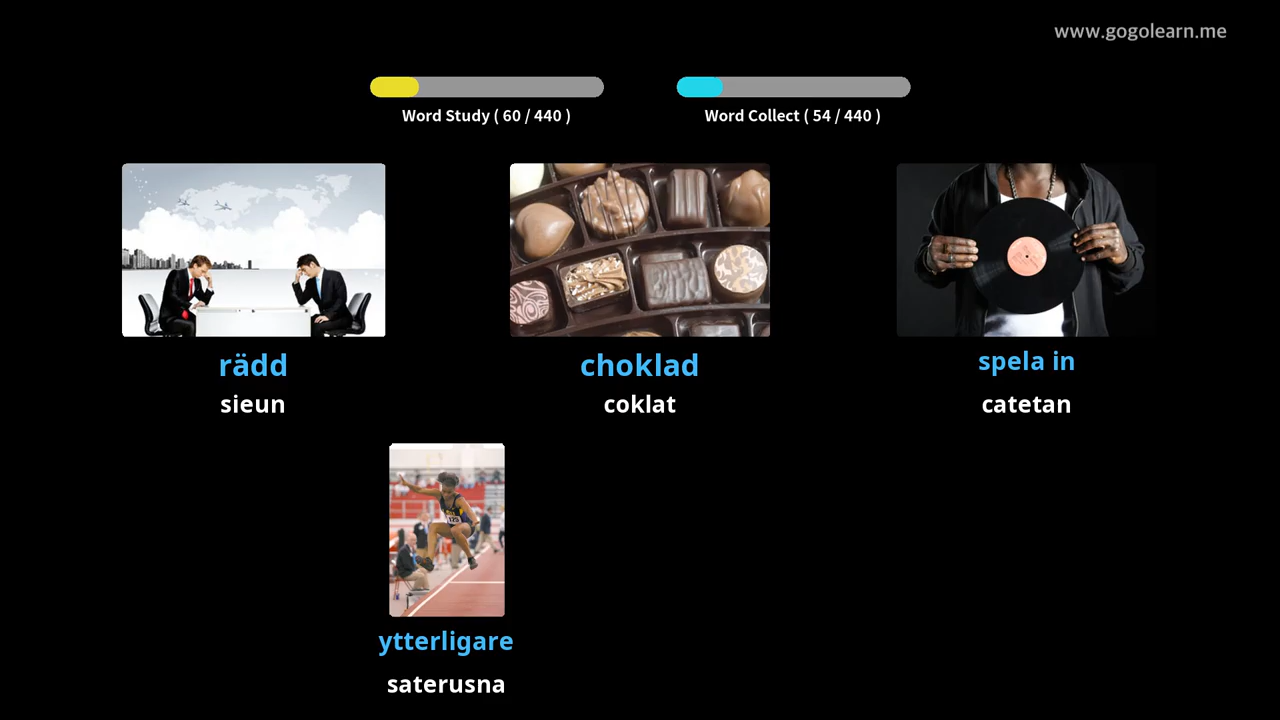 www.gogolearn.me
Word Study ( 60 / 440 )
Word Collect ( 54 / 440 )
rädd
sieun
choklad
coklat
spela in
catetan
ytterligare
saterusna